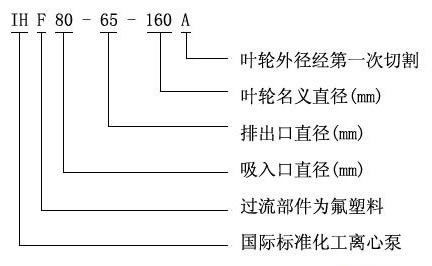 IH F 80 - 65 - 160 A
叶轮外径经第一次切割
叶轮名义直径(mm)
排出口直径(mm)
吸入口直径(mm)
过流部件为氟塑料
国际标准化工离心泵